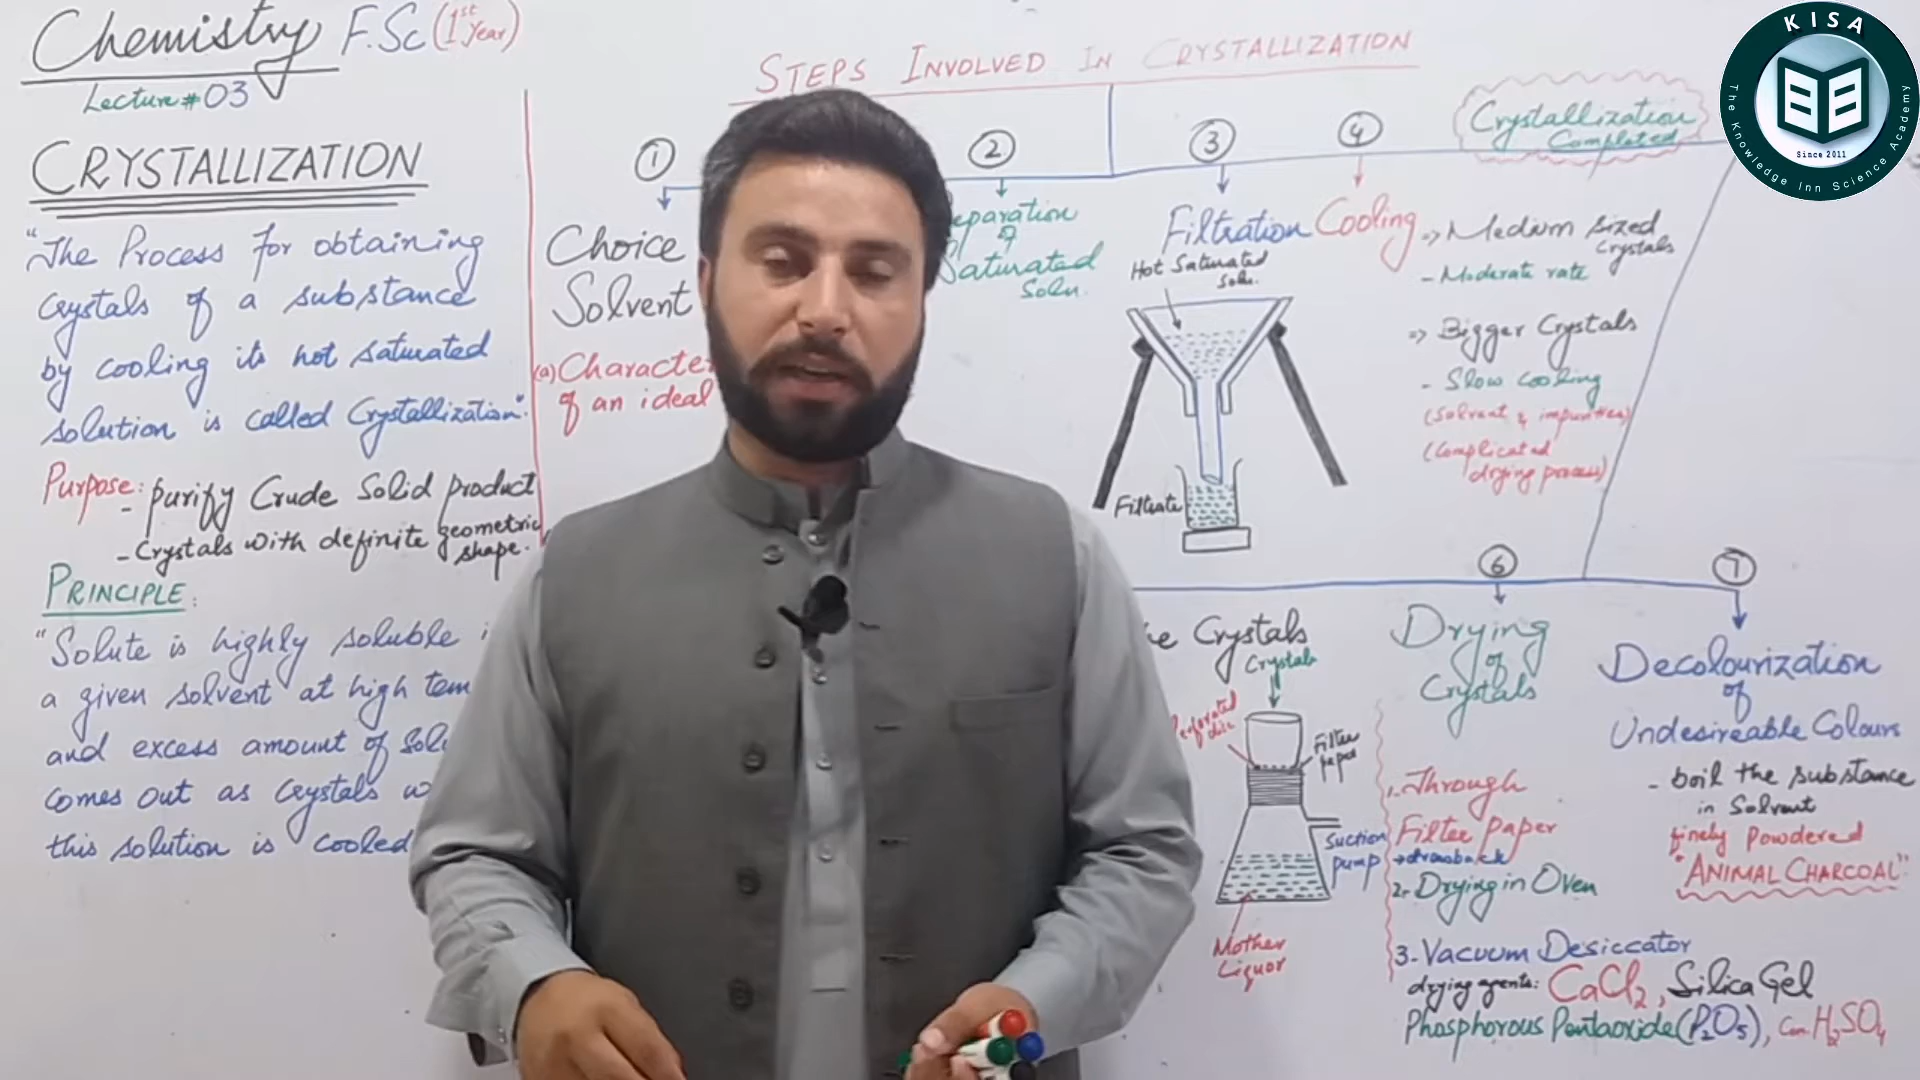 Chemistry F.Sc (1st Year)
Lecture # 03
CRYSTALLIZATION
"The Process for obtaining
Crystals of a substance
by cooling its hot saturated
solution is called Crystallization".
Purpose:
- purify Crude Solid product
- Crystals with definite geometric
shape.
PRINCIPLE:
"Solute is highly soluble
a given solvent at high tem
and excess amount of Sol
comes out as Crystals w
this solution is cooled
STEPS INVOLVED IN CRYSTALLIZATION
1
Choice
Solvent
(a) Character
of an ideal
2
eparation
of
Saturated
Solu.
3
Filtration
Hot Saturated
Solu.
Filtrate
4
Cooling
=> Medium Sized
Crystals
- Moderate rate
=> Bigger Crystals
- Slow cooling
(Solvent & impurities)
(Complicated
drying process)
Crystallization
Completed
he Crystals
Crystals
Perforated
disc
Filter
paper
suction
pump
Mother
Liquor
6
Drying
of
Crystals
1. Through
Filter paper
→ drawback
2. Drying in Oven
3. Vacuum Desiccator
drying agents: CaCl2, Silica Gel
Phosphorous Pentaoxide (P2O5), Con. H2SO4
7
Decolourization
of
Undesireable Colours
- boil the substance
in Solvent
finely powdered
"ANIMAL CHARCOAL"
KISA
Since 2011
The Knowledge Inn Science Academy